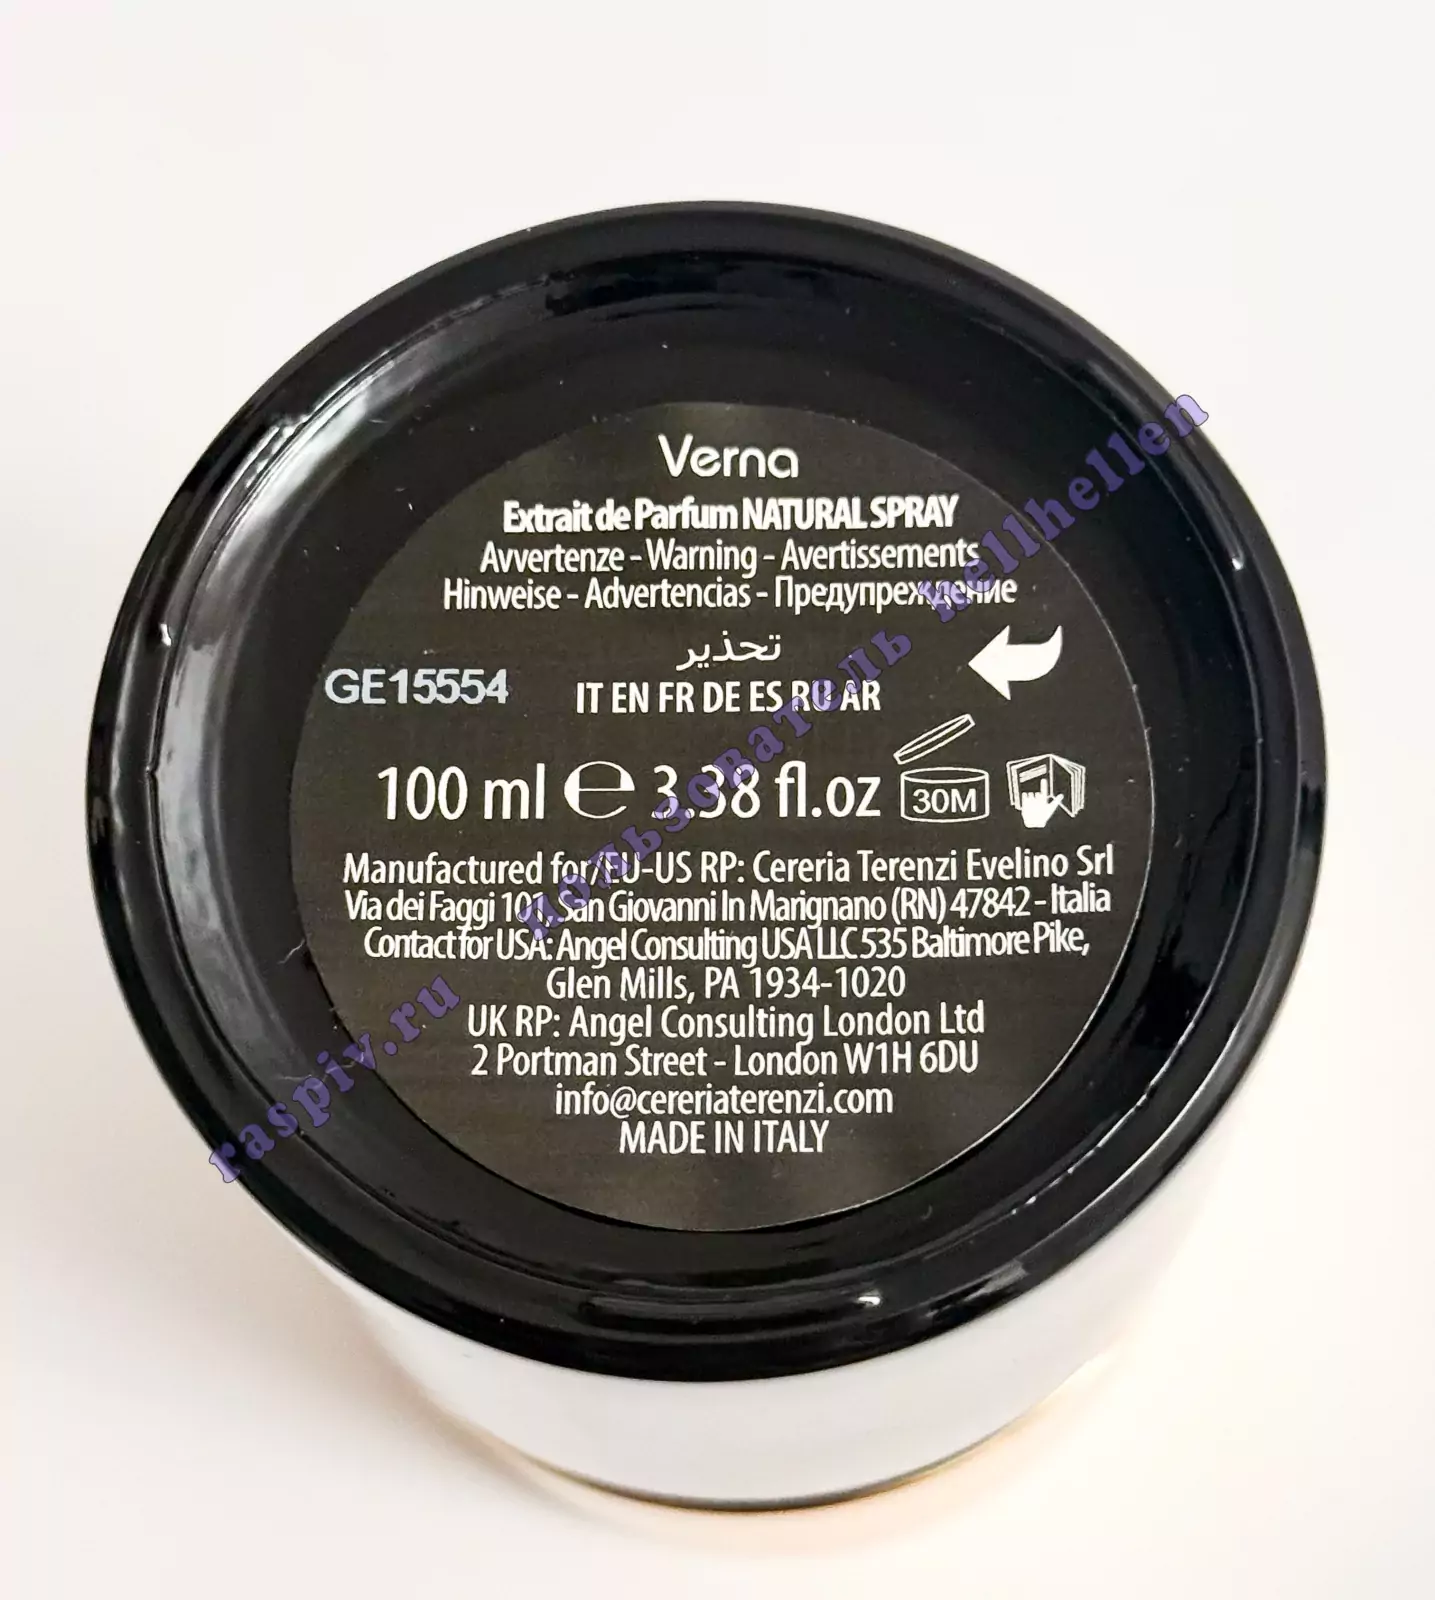 Verna
Extrait de Parfum NATURAL SPRAY
Avvertenze - Warning - Avertissements
Hinweise - Advertencias - Предупреждение
تحذير
GE15554
IT EN FR DE ES RU AR
100 ml ℮ 3.38 fl.oz
30M
Manufactured for/EU-US RP: Cereria Terenzi Evelino Srl
Via dei Faggi 101, San Giovanni In Marignano (RN) 47842 - Italia
Contact for USA: Angel Consulting USA LLC 535 Baltimore Pike,
Glen Mills, PA 1934-1020
UK RP: Angel Consulting London Ltd
2 Portman Street - London W1H 6DU
info@cereriaterenzi.com
MADE IN ITALY
raspiv.ru пользователь hellhellen